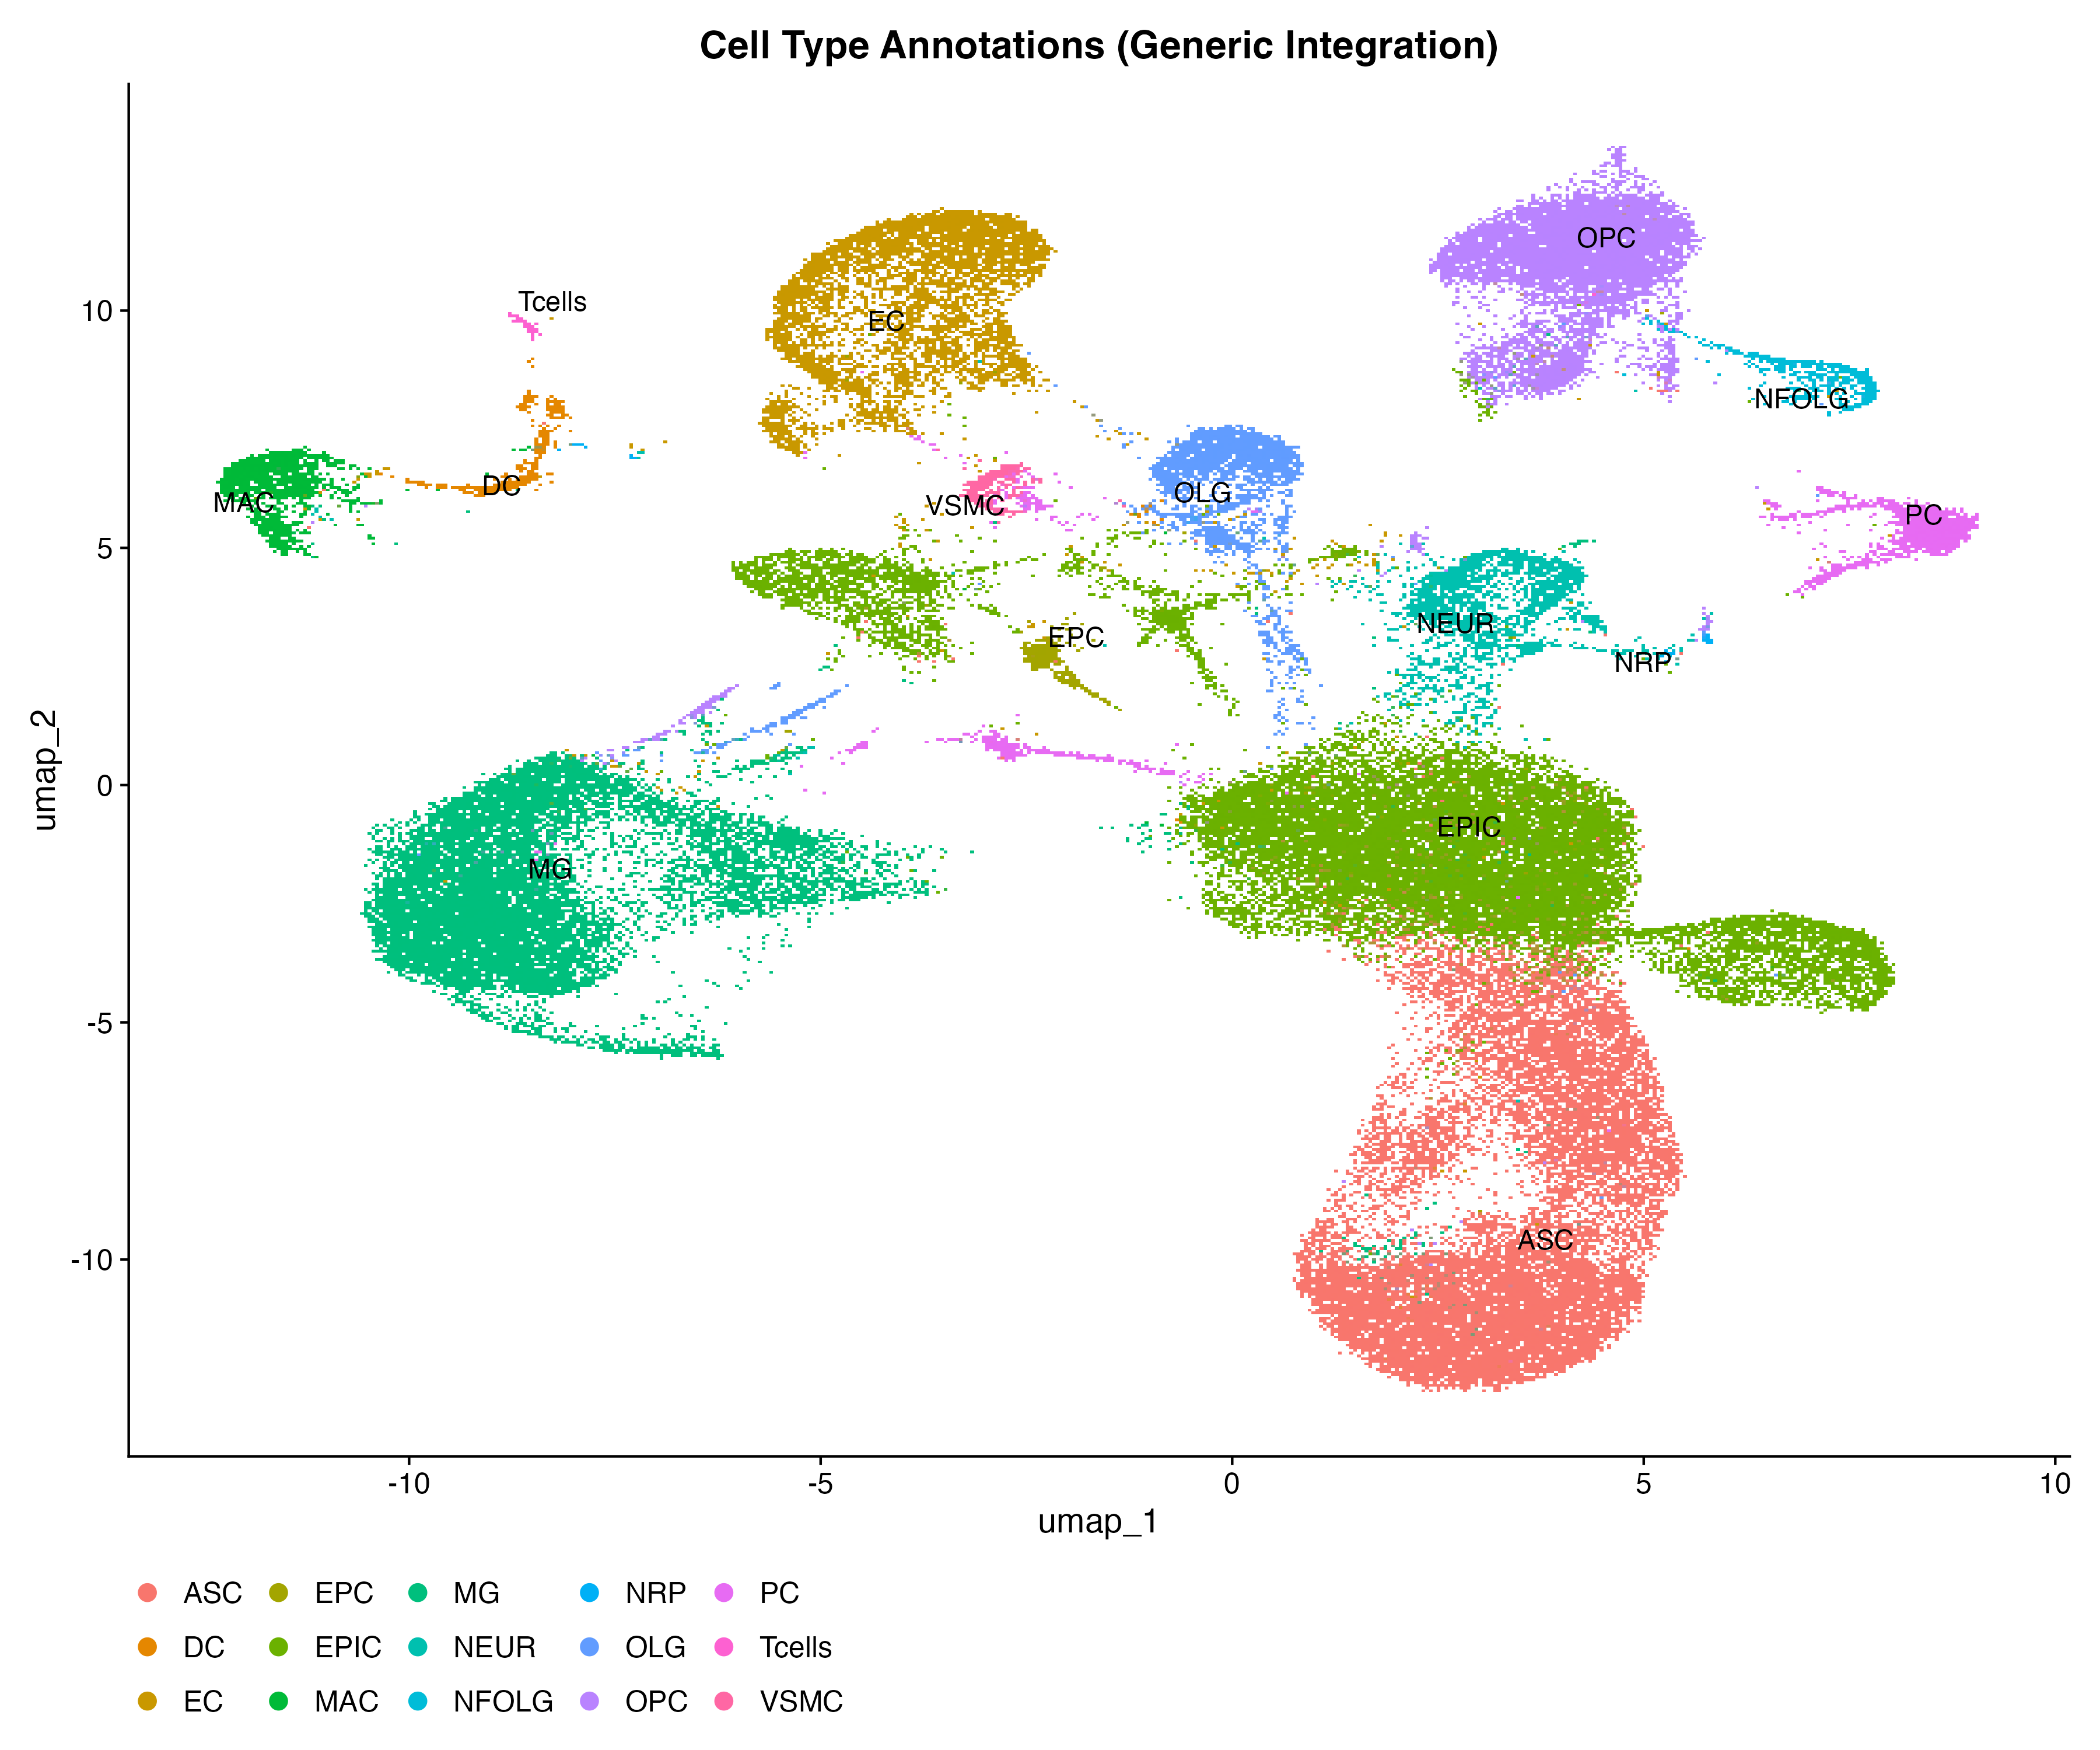 Cell Type Annotations (Generic Integration)
OPC
Tcells
EC
NFOLG
DC
OLG
MAC
VSMC
PC
NEUR
EPC
NRP
EPIC
MG
ASC
10
5
0
-5
-10
umap_2
-10 -5 0 5 10
umap_1
ASC EPC MG NRP PC
DC EPIC NEUR OLG Tcells
EC MAC NFOLG OPC VSMC